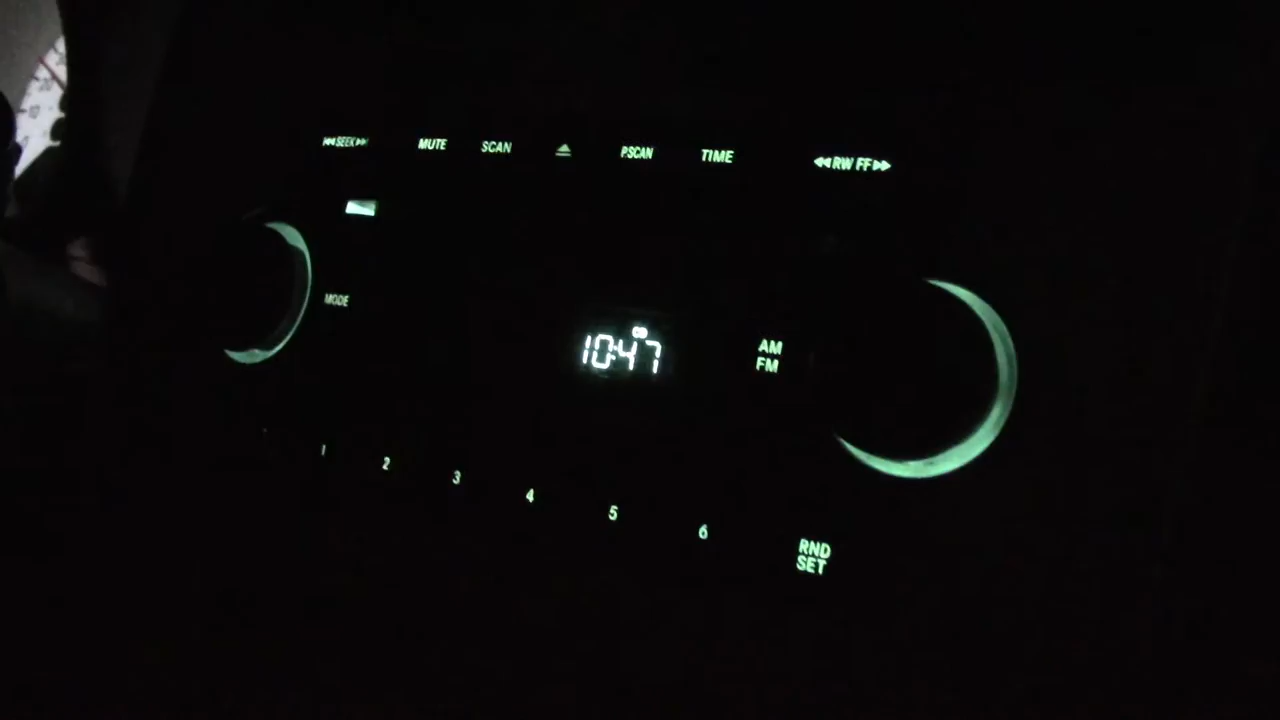 SEEK
MUTE
SCAN
P.SCAN
TIME
RW FF
MODE
CD
10:47
AM
FM
1
2
3
4
5
6
RND
SET